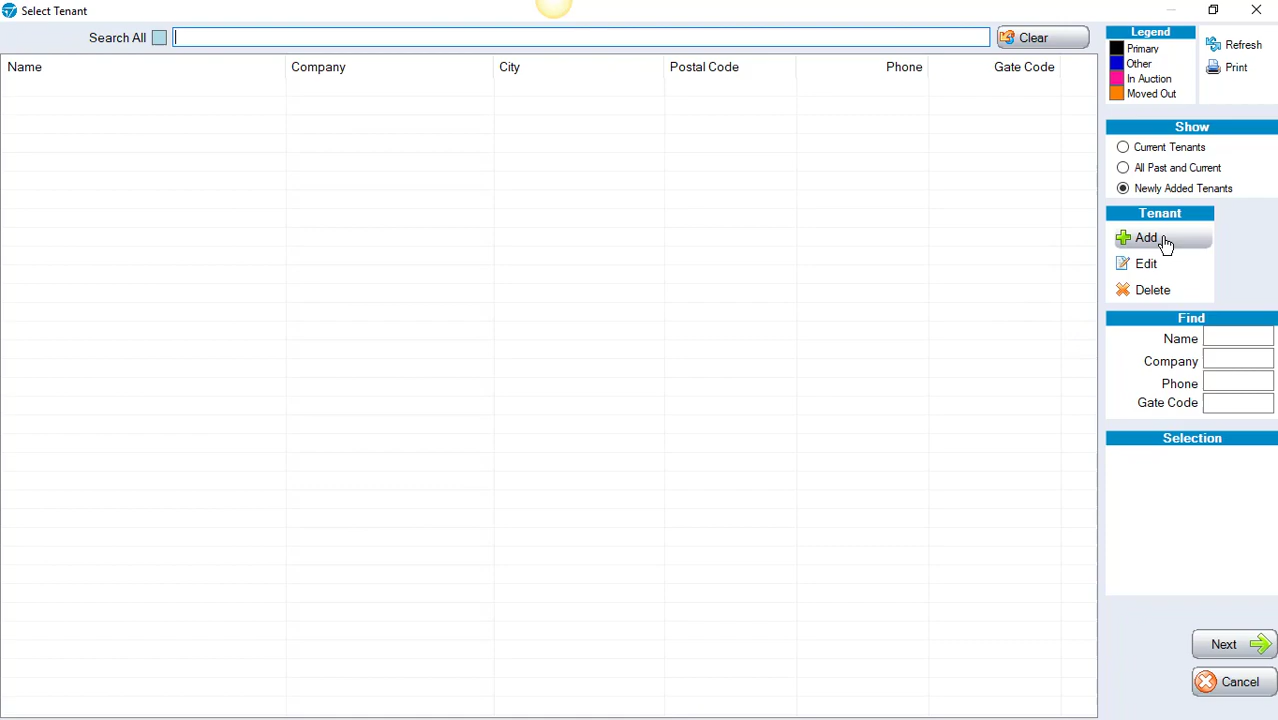 Select Tenant
Search All
Clear
Name Company City Postal Code Phone Gate Code
Legend
Primary
Other
In Auction
Moved Out
Refresh
Print
Show
Current Tenants
All Past and Current
Newly Added Tenants
Tenant
Add
Edit
Delete
Find
Name
Company
Phone
Gate Code
Selection
Next
Cancel